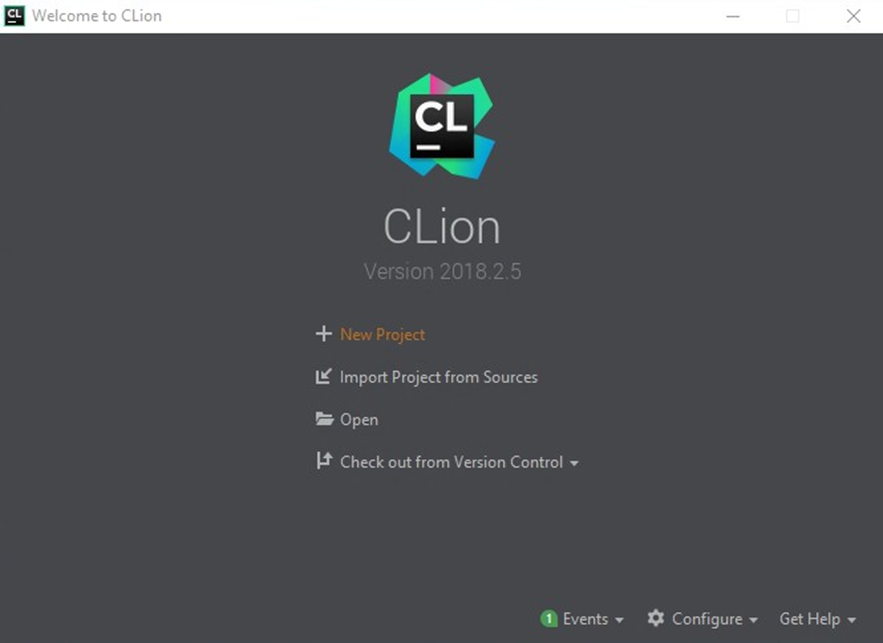 CL
Welcome to CLion
CL
CLion
Version 2018.2.5
New Project
Import Project from Sources
Open
Check out from Version Control
1 Events Configure Get Help